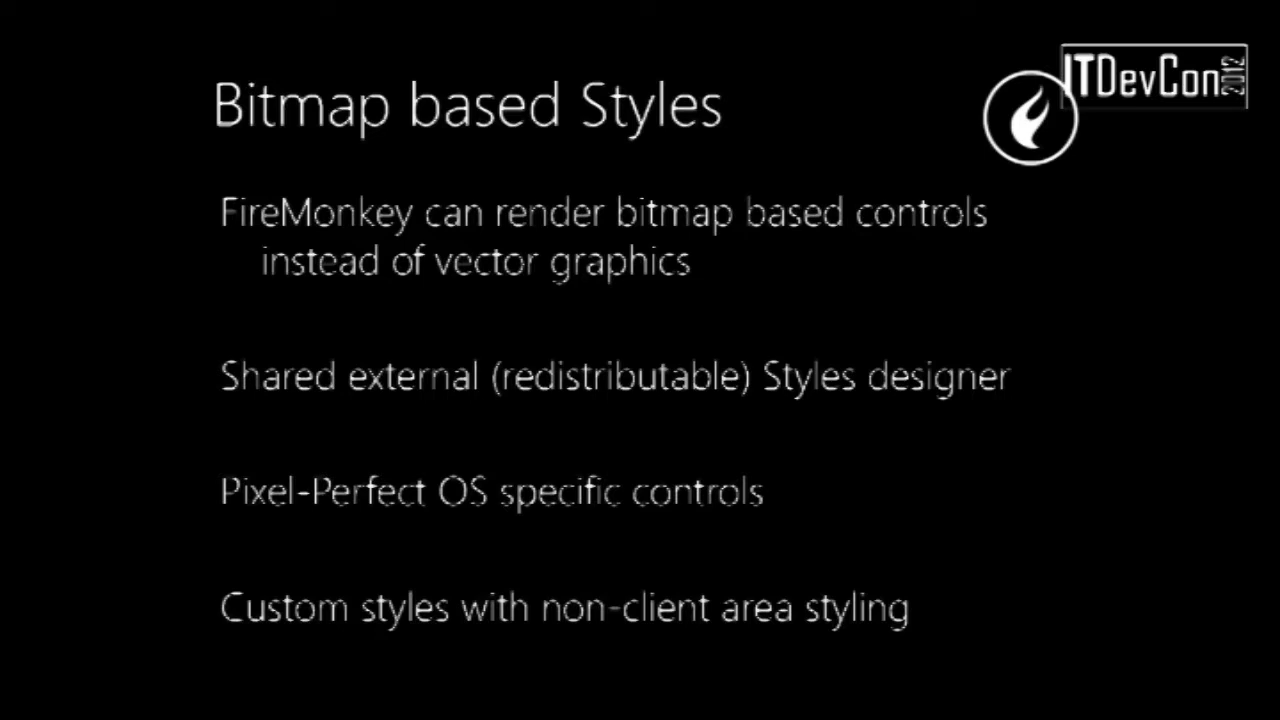 ITDevCon 2012
Bitmap based Styles
FireMonkey can render bitmap based controls
instead of vector graphics
Shared external (redistributable) Styles designer
Pixel-Perfect OS specific controls
Custom styles with non-client area styling